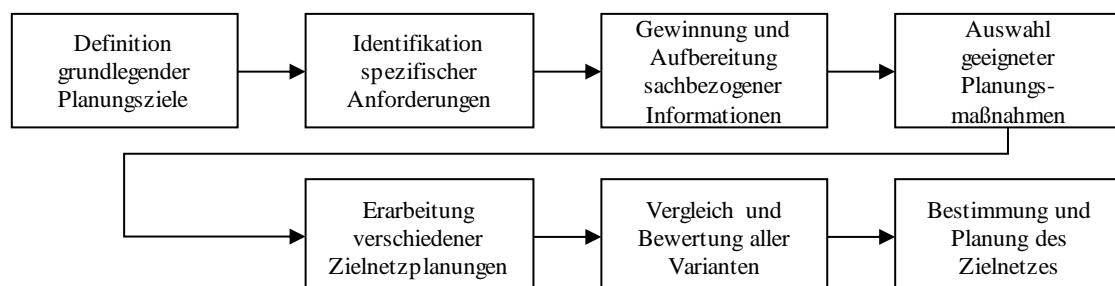 Definition
grundlegender
Planungsziele
Identifikation
spezifischer
Anforderungen
Gewinnung und
Aufbereitung
sachbezogener
Informationen
Auswahl
geeigneter
Planungs-
maßnahmen
Erarbeitung
verschiedener
Zielnetzplanungen
Vergleich und
Bewertung aller
Varianten
Bestimmung und
Planung des
Zielnetzes